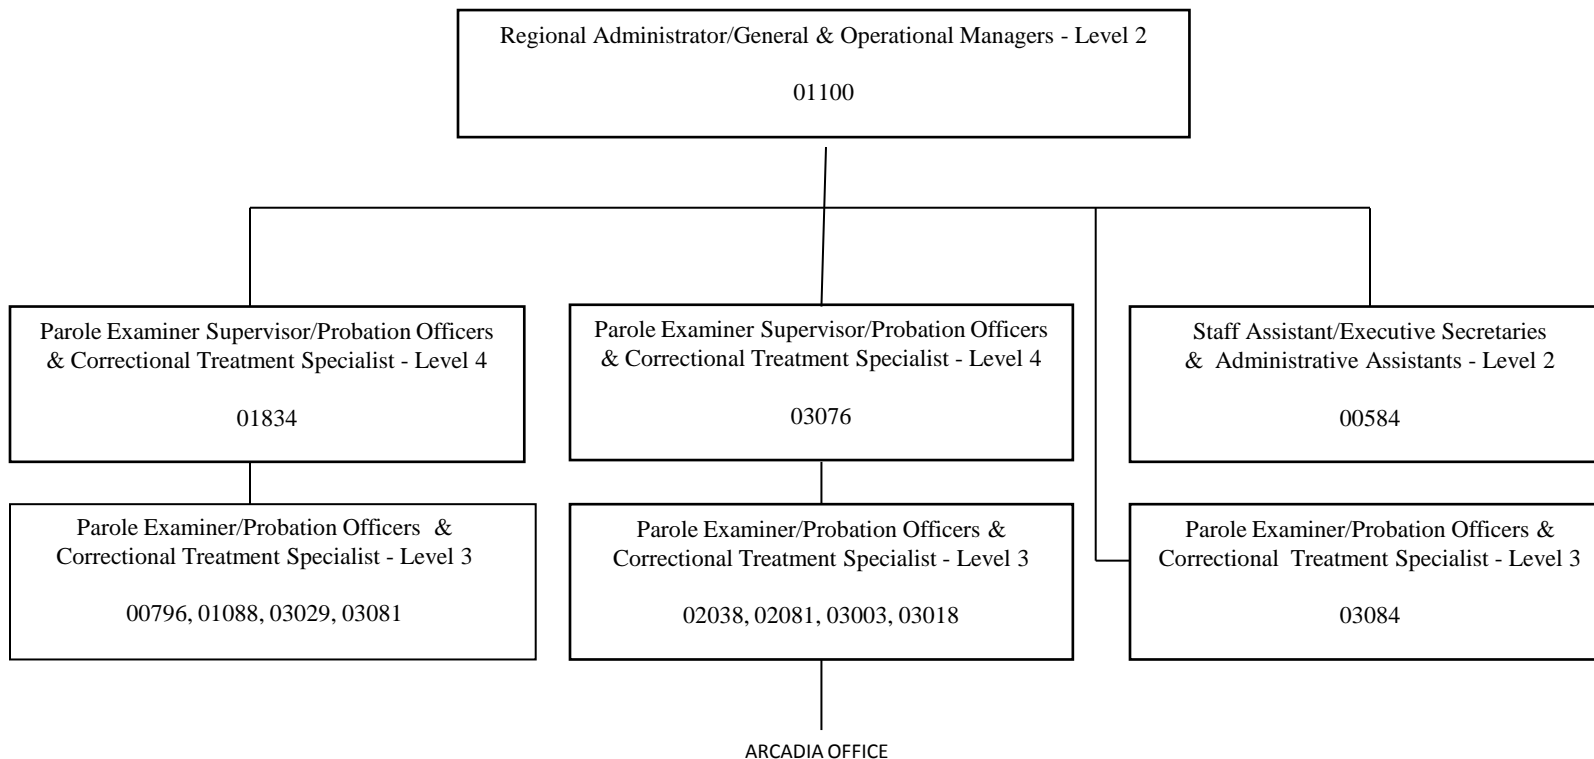 Regional Administrator/General & Operational Managers - Level 2
01100
Parole Examiner Supervisor/Probation Officers
& Correctional Treatment Specialist - Level 4
01834
Parole Examiner Supervisor/Probation Officers
& Correctional Treatment Specialist - Level 4
03076
Staff Assistant/Executive Secretaries
& Administrative Assistants - Level 2
00584
Parole Examiner/Probation Officers &
Correctional Treatment Specialist - Level 3
00796, 01088, 03029, 03081
Parole Examiner/Probation Officers &
Correctional Treatment Specialist - Level 3
02038, 02081, 03003, 03018
Parole Examiner/Probation Officers &
Correctional Treatment Specialist - Level 3
03084
ARCADIA OFFICE